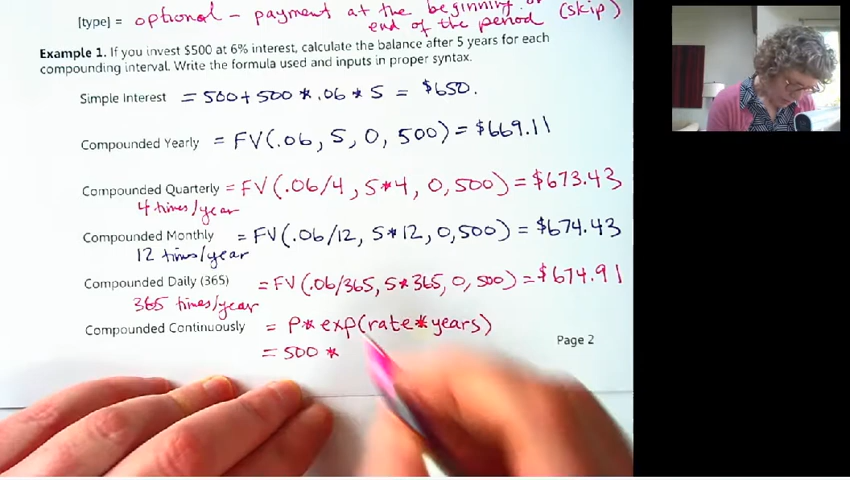 [type] = optional – payment at the beginning or (skip)
end of the period
Example 1. If you invest $500 at 6% interest, calculate the balance after 5 years for each
compounding interval. Write the formula used and inputs in proper syntax.
Simple Interest = 500 + 500 * .06 * 5 = $650.
Compounded Yearly = FV(.06, 5, 0, 500) = $669.11
Compounded Quarterly = FV(.06/4, 5*4, 0, 500) = $673.43
4 times/year
Compounded Monthly = FV(.06/12, 5*12, 0, 500) = $674.43
12 times/year
Compounded Daily (365) = FV(.06/365, 5*365, 0, 500) = $674.91
365 times/year
Compounded Continuously = P* exp(rate*years)
= 500 *
Page 2